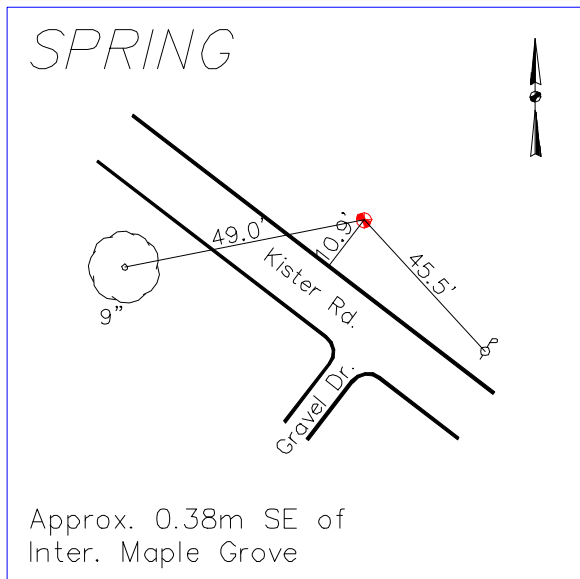 SPRING
49.0'
10.9'
45.5'
Kister Rd.
9"
Gravel Dr.
Approx. 0.38m SE of
Inter. Maple Grove